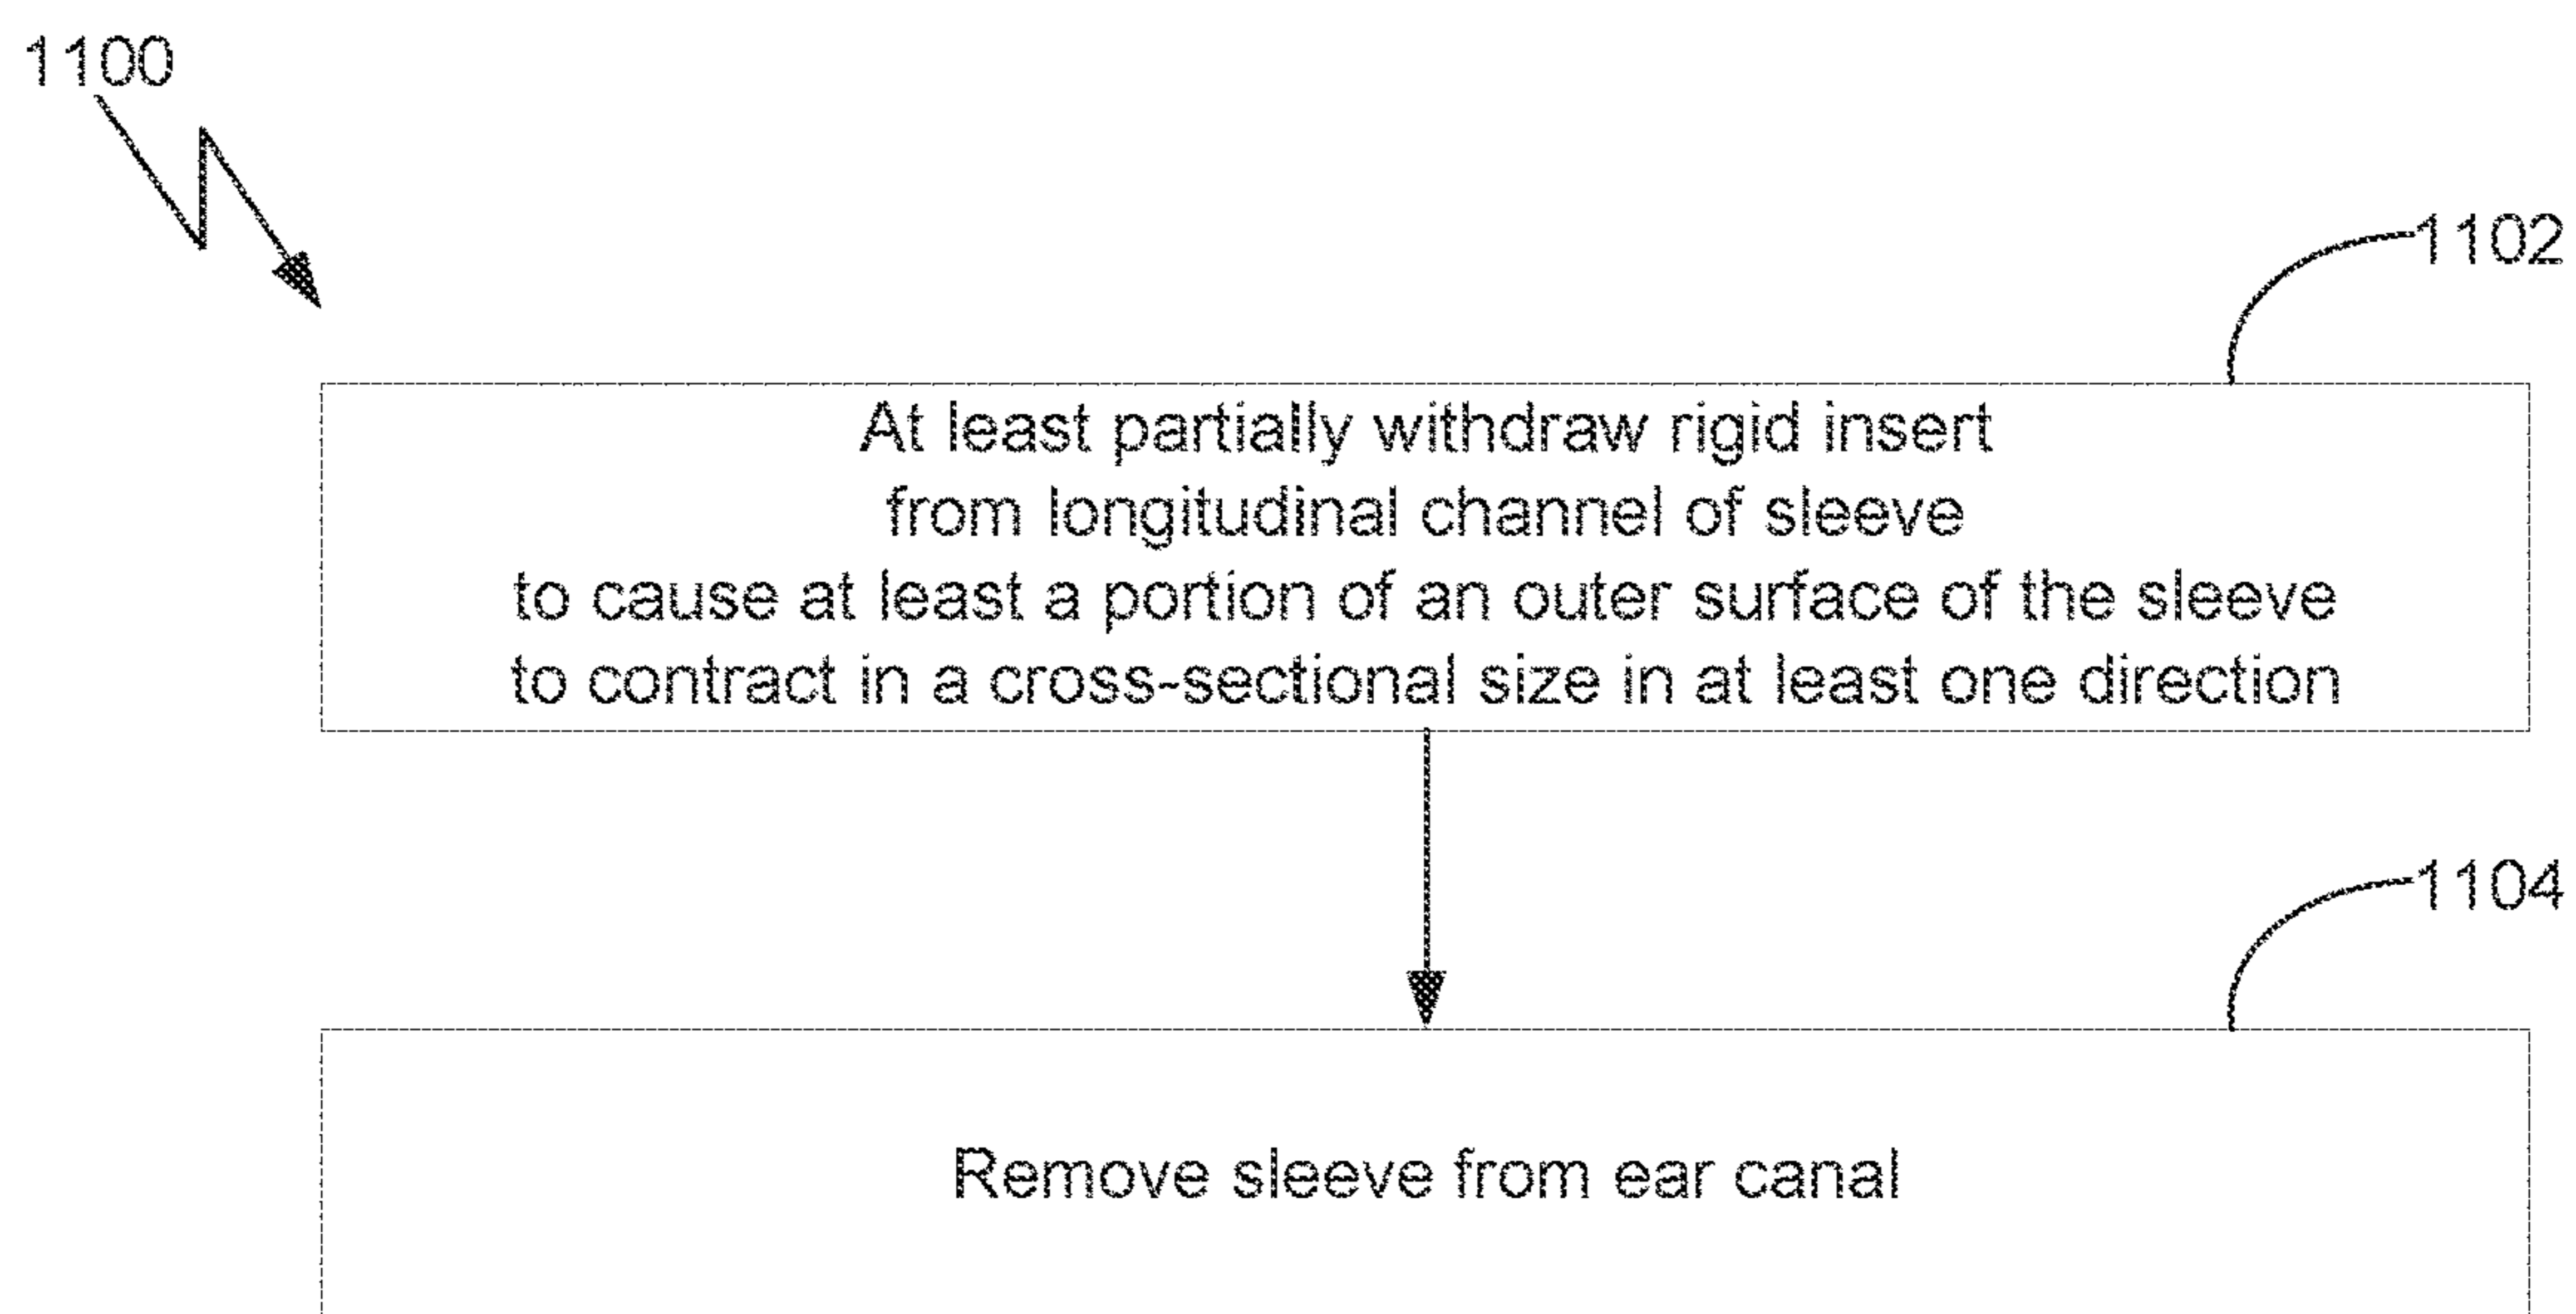 1100
1102
At least partially withdraw rigid insert
from longitudinal channel of sleeve
to cause at least a portion of an outer surface of the sleeve
to contract in a cross-sectional size in at least one direction
1104
Remove sleeve from ear canal